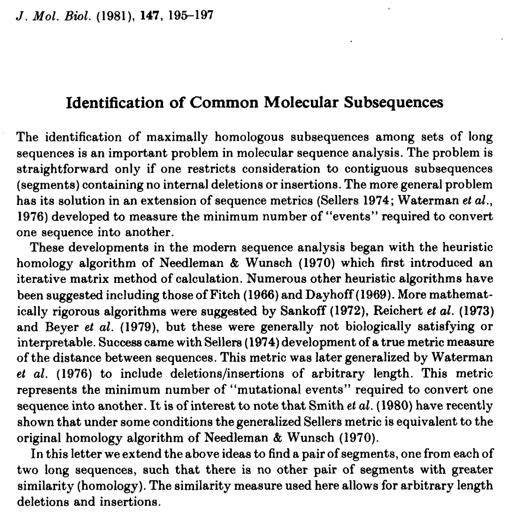 J. Mol. Biol. (1981), 147, 195–197
Identification of Common Molecular Subsequences
The identification of maximally homologous subsequences among sets of long
sequences is an important problem in molecular sequence analysis. The problem is
straightforward only if one restricts consideration to contiguous subsequences
(segments) containing no internal deletions or insertions. The more general problem
has its solution in an extension of sequence metrics (Sellers 1974; Waterman et al.,
1976) developed to measure the minimum number of "events" required to convert
one sequence into another.
These developments in the modern sequence analysis began with the heuristic
homology algorithm of Needleman & Wunsch (1970) which first introduced an
iterative matrix method of calculation. Numerous other heuristic algorithms have
been suggested including those of Fitch (1966) and Dayhoff (1969). More mathemat-
ically rigorous algorithms were suggested by Sankoff (1972), Reichert et al. (1973)
and Beyer et al. (1979), but these were generally not biologically satisfying or
interpretable. Success came with Sellers (1974) development of a true metric measure
of the distance between sequences. This metric was later generalized by Waterman
et al. (1976) to include deletions/insertions of arbitrary length. This metric
represents the minimum number of "mutational events" required to convert one
sequence into another. It is of interest to note that Smith et al. (1980) have recently
shown that under some conditions the generalized Sellers metric is equivalent to the
original homology algorithm of Needleman & Wunsch (1970).
In this letter we extend the above ideas to find a pair of segments, one from each of
two long sequences, such that there is no other pair of segments with greater
similarity (homology). The similarity measure used here allows for arbitrary length
deletions and insertions.